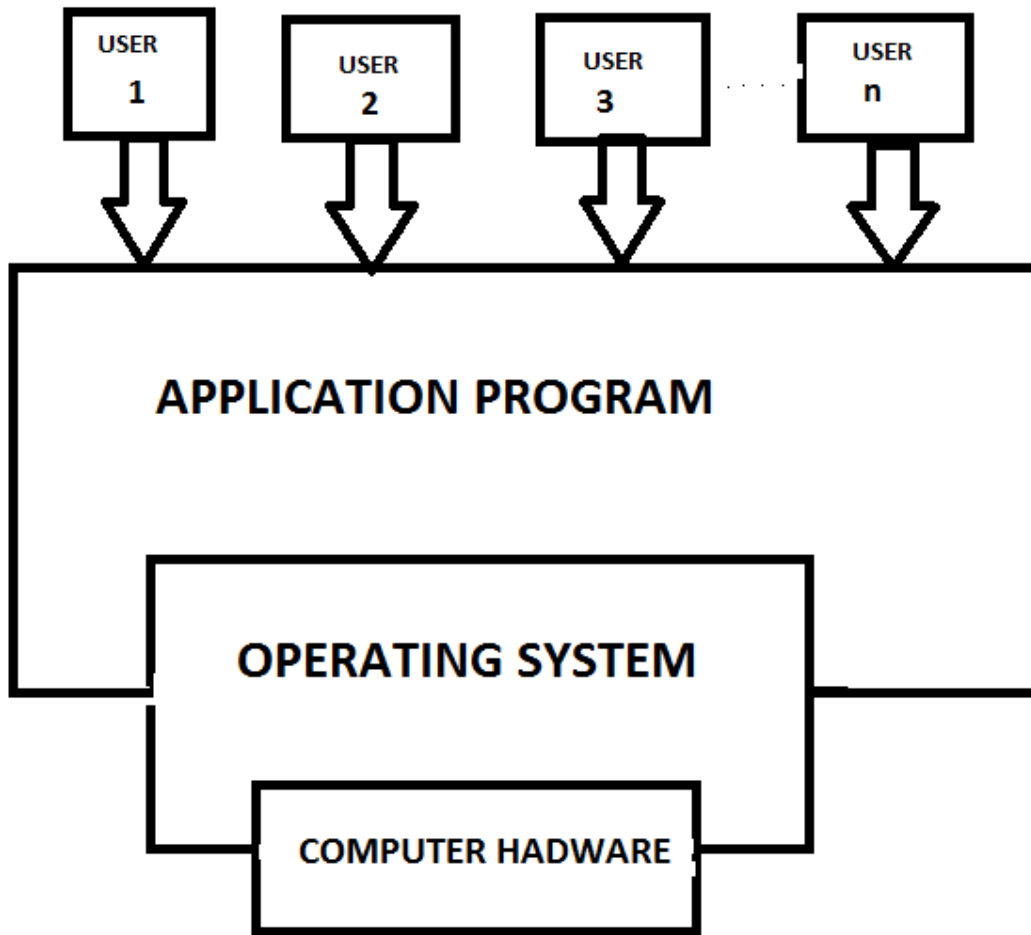 USER
1
USER
2
USER
3
. . . . . .
USER
n
APPLICATION PROGRAM
OPERATING SYSTEM
COMPUTER HADWARE